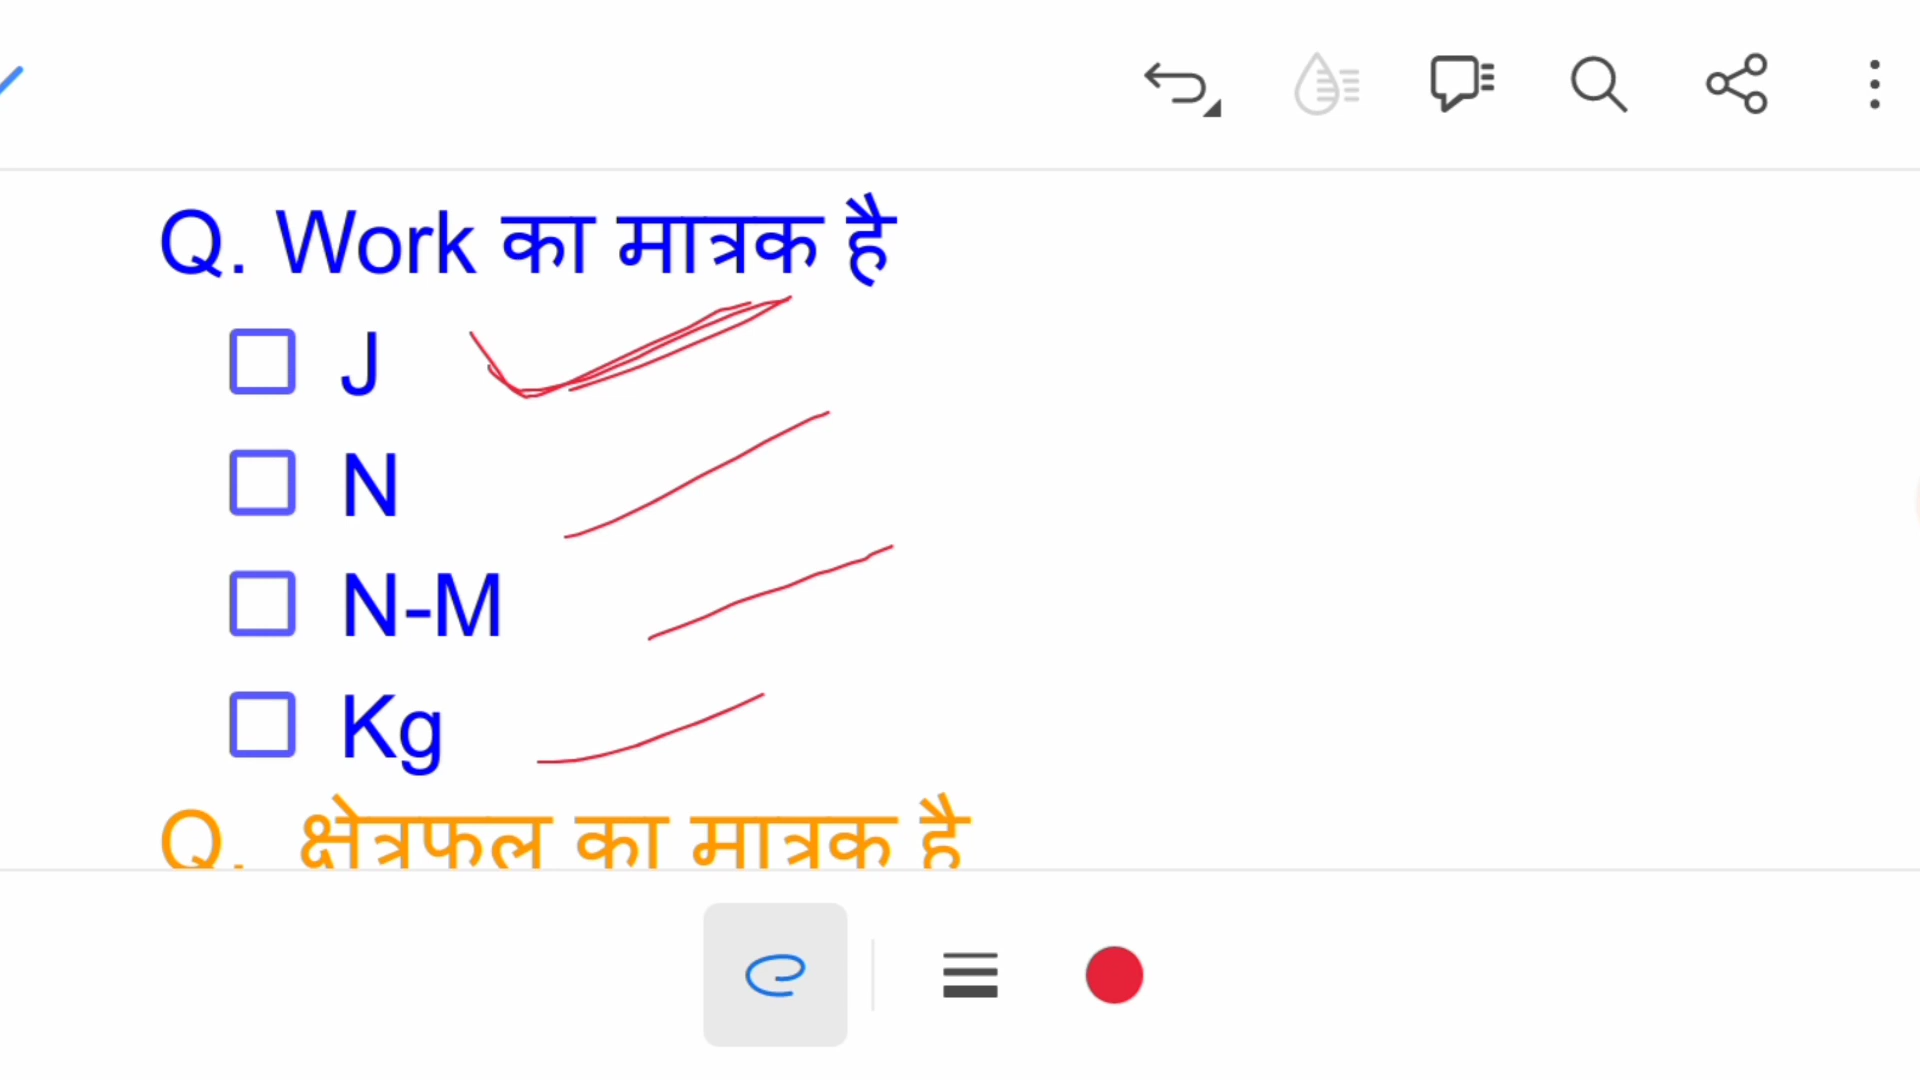 Q. Work का मात्रक है
J
N
N-M
Kg
Q. क्षेत्रफल का मात्रक है